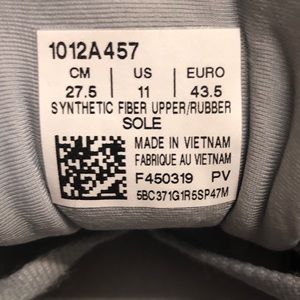 1012A457
CM US EURO
27.5 11 43.5
SYNTHETIC FIBER UPPER/RUBBER
SOLE
MADE IN VIETNAM
FABRIQUE AU VIETNAM
F450319 PV
5BC371G1R5SP47M